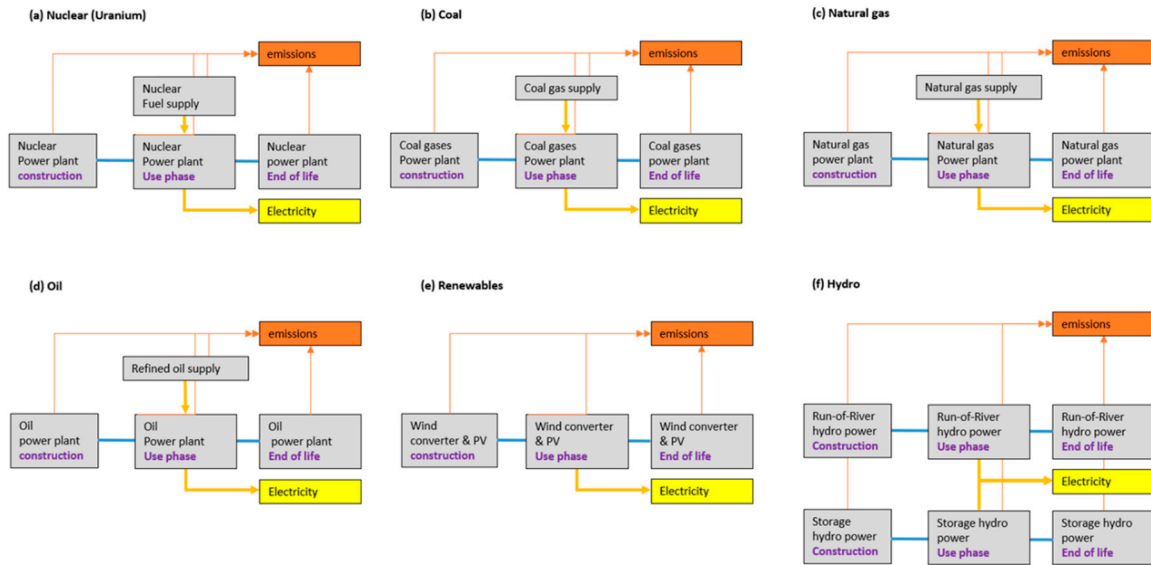 (a) Nuclear (Uranium)
emissions
Nuclear
Fuel supply
Nuclear
Power plant
construction
Nuclear
Power plant
Use phase
Nuclear
power plant
End of life
Electricity
(b) Coal
emissions
Coal gas supply
Coal gases
Power plant
construction
Coal gases
Power plant
Use phase
Coal gases
power plant
End of life
Electricity
(c) Natural gas
emissions
Natural gas supply
Natural gas
power plant
construction
Natural gas
Power plant
Use phase
Natural gas
power plant
End of life
Electricity
(d) Oil
emissions
Refined oil supply
Oil
power plant
construction
Oil
Power plant
Use phase
Oil
power plant
End of life
Electricity
(e) Renewables
emissions
Wind
converter & PV
construction
Wind converter
& PV
Use phase
Wind converter
& PV
End of life
Electricity
(f) Hydro
emissions
Run-of-River
hydro power
Construction
Run-of-River
hydro power
Use phase
Run-of-River
hydro power
End of life
Electricity
Storage
hydro power
Construction
Storage hydro
power
Use phase
Storage hydro
power
End of life